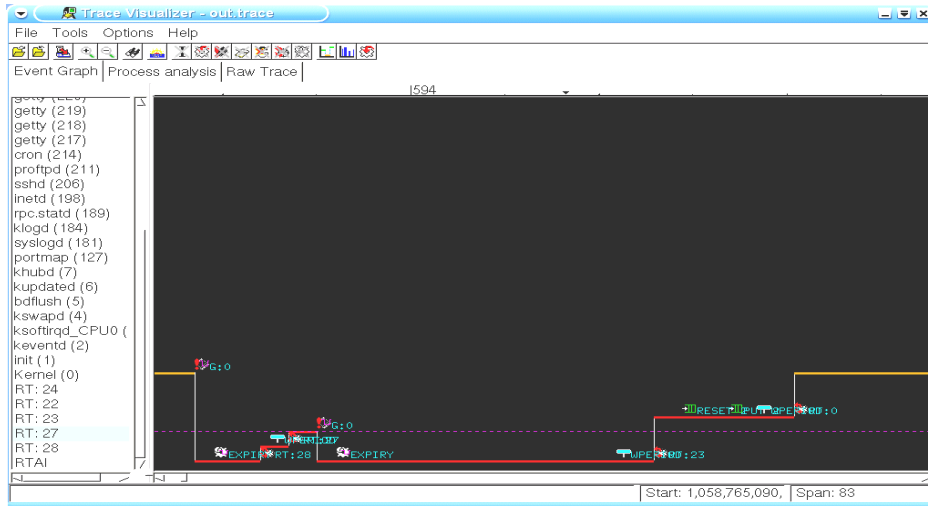 Trace Visualizer - out.trace
File Tools Options Help
Event Graph Process analysis Raw Trace
594
getty (219)
getty (218)
getty (217)
cron (214)
proftpd (211)
sshd (206)
inetd (198)
rpc.statd (189)
klogd (184)
syslogd (181)
portmap (127)
khubd (7)
kupdated (6)
bdflush (5)
kswapd (4)
ksoftirqd_CPU0 (
keventd (2)
init (1)
Kernel (0)
G:0
RT: 24
RT: 22
RESET
RT: 23
G:0
RT: 27
RT: 28
EXPIRY
RT:23
RTAI
Start: 1,058,765,090, Span: 83